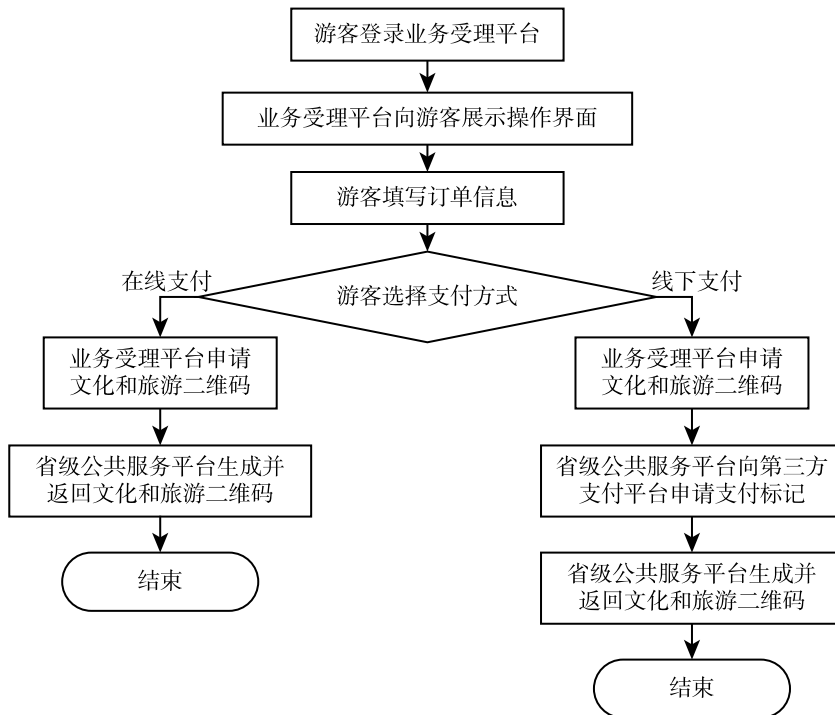 游客登录业务受理平台
业务受理平台向游客展示操作界面
游客填写订单信息
游客选择支付方式
在线支付
业务受理平台申请
文化和旅游二维码
省级公共服务平台生成并
返回文化和旅游二维码
结束
线下支付
业务受理平台申请
文化和旅游二维码
省级公共服务平台向第三方
支付平台申请支付标记
省级公共服务平台生成并
返回文化和旅游二维码
结束